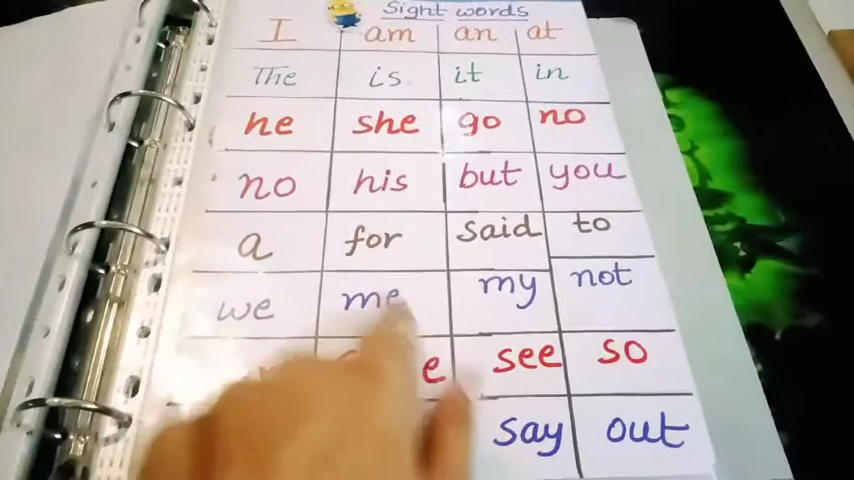 Sight words
I am an at
The is it in
he she go no
no his but you
a for said to
we me my not
see so
say out